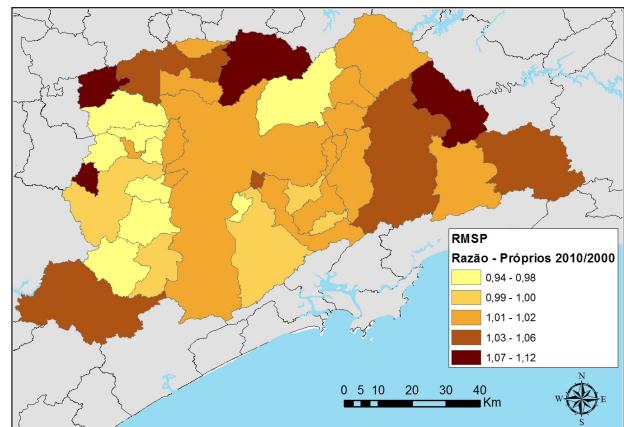 RMSP
Razão - Próprios 2010/2000
0,94 - 0,98
0,99 - 1,00
1,01 - 1,02
1,03 - 1,06
1,07 - 1,12
0 5 10 20 30 40
Km
N
W E
S